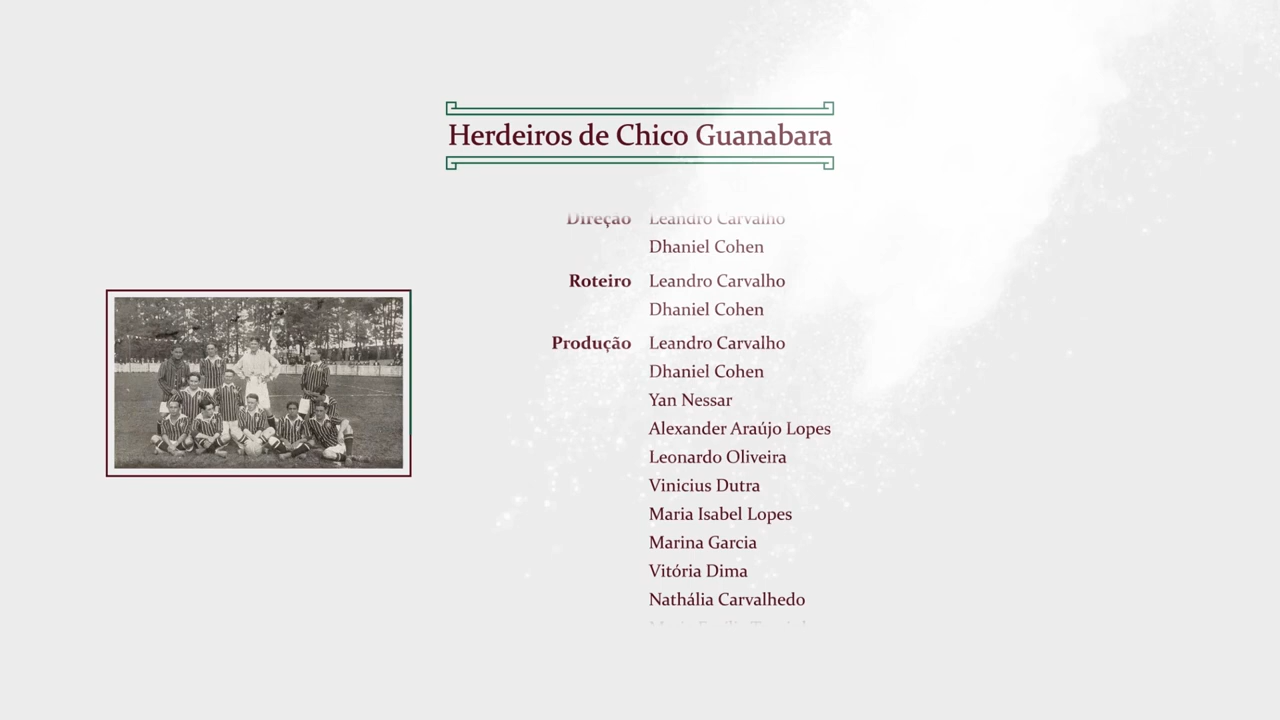 Herdeiros de Chico Guanabara
Direção Leandro Carvalho
Dhaniel Cohen
Roteiro Leandro Carvalho
Dhaniel Cohen
Produção Leandro Carvalho
Dhaniel Cohen
Yan Nessar
Alexander Araújo Lopes
Leonardo Oliveira
Vinicius Dutra
Maria Isabel Lopes
Marina Garcia
Vitória Dima
Nathália Carvalhedo